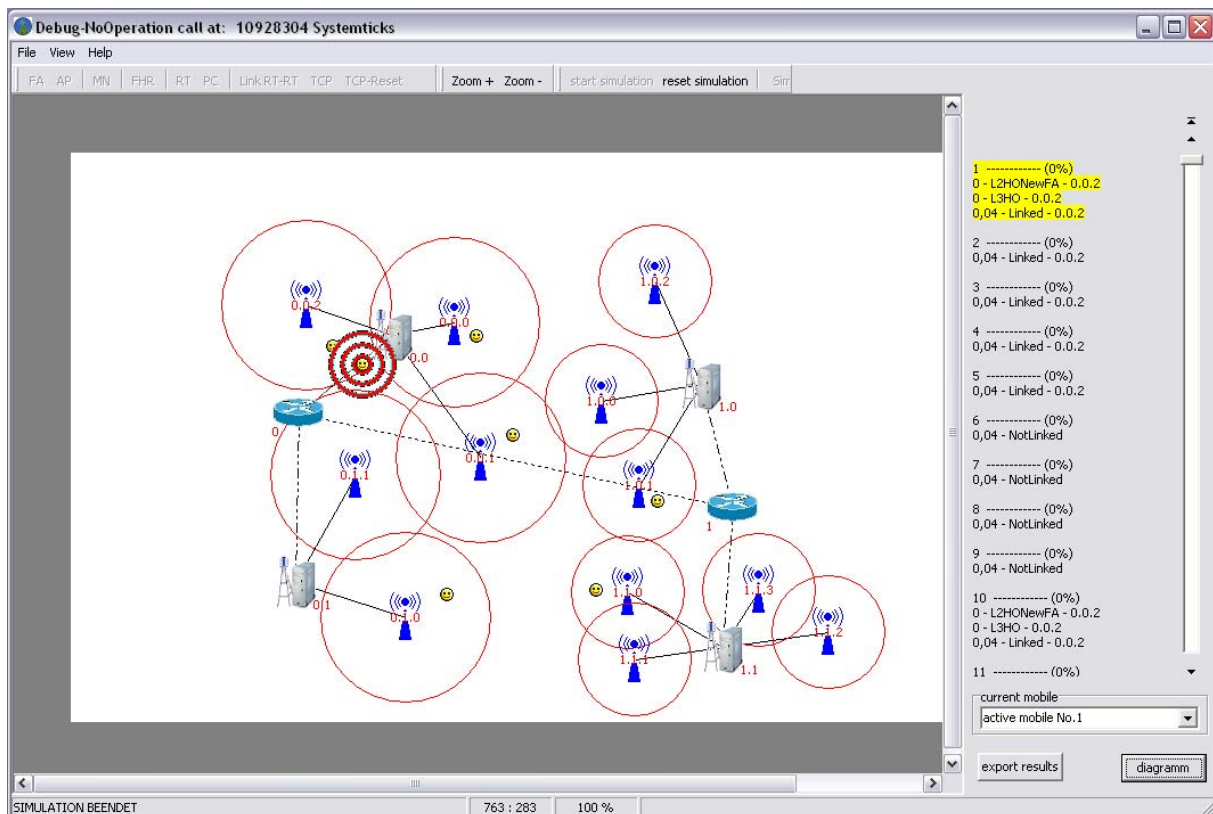 Debug-NoOperation call at: 10928304 Systemticks
File View Help
FA AP MN FHR RT PC Link RT-RT TCP TCP-Reset Zoom + Zoom - start simulation reset simulation Sim
1.0.2
0.0.2
0.0.0
0.0
1.0.0
1.0
0
0.0.1
0.1.1
1.0.1
1
1.1.0
1.1.3
0.1
0.1.0
1.1.2
1.1.1
1.1
1 ------------ (0%)
0 - L2HONewFA - 0.0.2
0 - L3HO - 0.0.2
0,04 - Linked - 0.0.2
2 ------------ (0%)
0,04 - Linked - 0.0.2
3 ------------ (0%)
0,04 - Linked - 0.0.2
4 ------------ (0%)
0,04 - Linked - 0.0.2
5 ------------ (0%)
0,04 - Linked - 0.0.2
6 ------------ (0%)
0,04 - NotLinked
7 ------------ (0%)
0,04 - NotLinked
8 ------------ (0%)
0,04 - NotLinked
9 ------------ (0%)
0,04 - NotLinked
10 ------------ (0%)
0 - L2HONewFA - 0.0.2
0 - L3HO - 0.0.2
0,04 - Linked - 0.0.2
11 ------------ (0%)
current mobile
active mobile No.1
export results diagramm
SIMULATION BEENDET 763 : 283 100 %